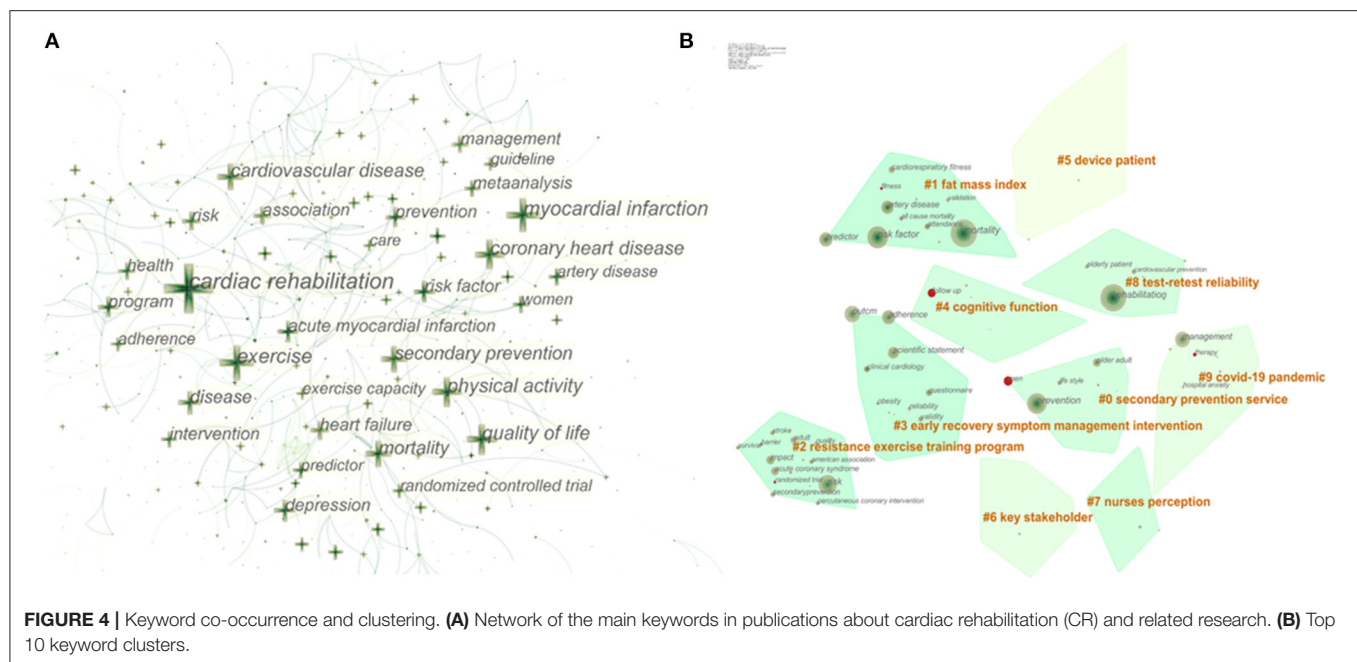 A
management
guideline
cardiovascular disease
metaanalysis
risk
association
prevention
myocardial infarction
care
coronary heart disease
health
cardiac rehabilitation
artery disease
program
risk factor
women
acute myocardial infarction
adherence
exercise
secondary prevention
exercise capacity
physical activity
disease
heart failure
intervention
mortality
quality of life
predictor
randomized controlled trial
depression
B
#5 device patient
cardiorespiratory fitness
#1 fat mass index
fitness
validation
artery disease
all cause mortality
attendance
predictor
risk factor
mortality
elderly patient
cardiovascular prevention
#8 test-retest reliability
rehabilitation
follow up
#4 cognitive function
adherence
scientific statement
clinical cardiology
questionnaire
obesity
reliability
validity
#3 early recovery symptom management intervention
management
therapy
hospital anxiety
#9 covid-19 pandemic
older adult
life style
prevention
#0 secondary prevention service
stroke
adult
quality
survival
barrier
#2 resistance exercise training program
impact
american association
acute coronary syndrome
randomized trial
risk
secondaryprevention
percutaneous coronary intervention
#7 nurses perception
#6 key stakeholder
FIGURE 4 | Keyword co-occurrence and clustering. (A) Network of the main keywords in publications about cardiac rehabilitation (CR) and related research. (B) Top
10 keyword clusters.